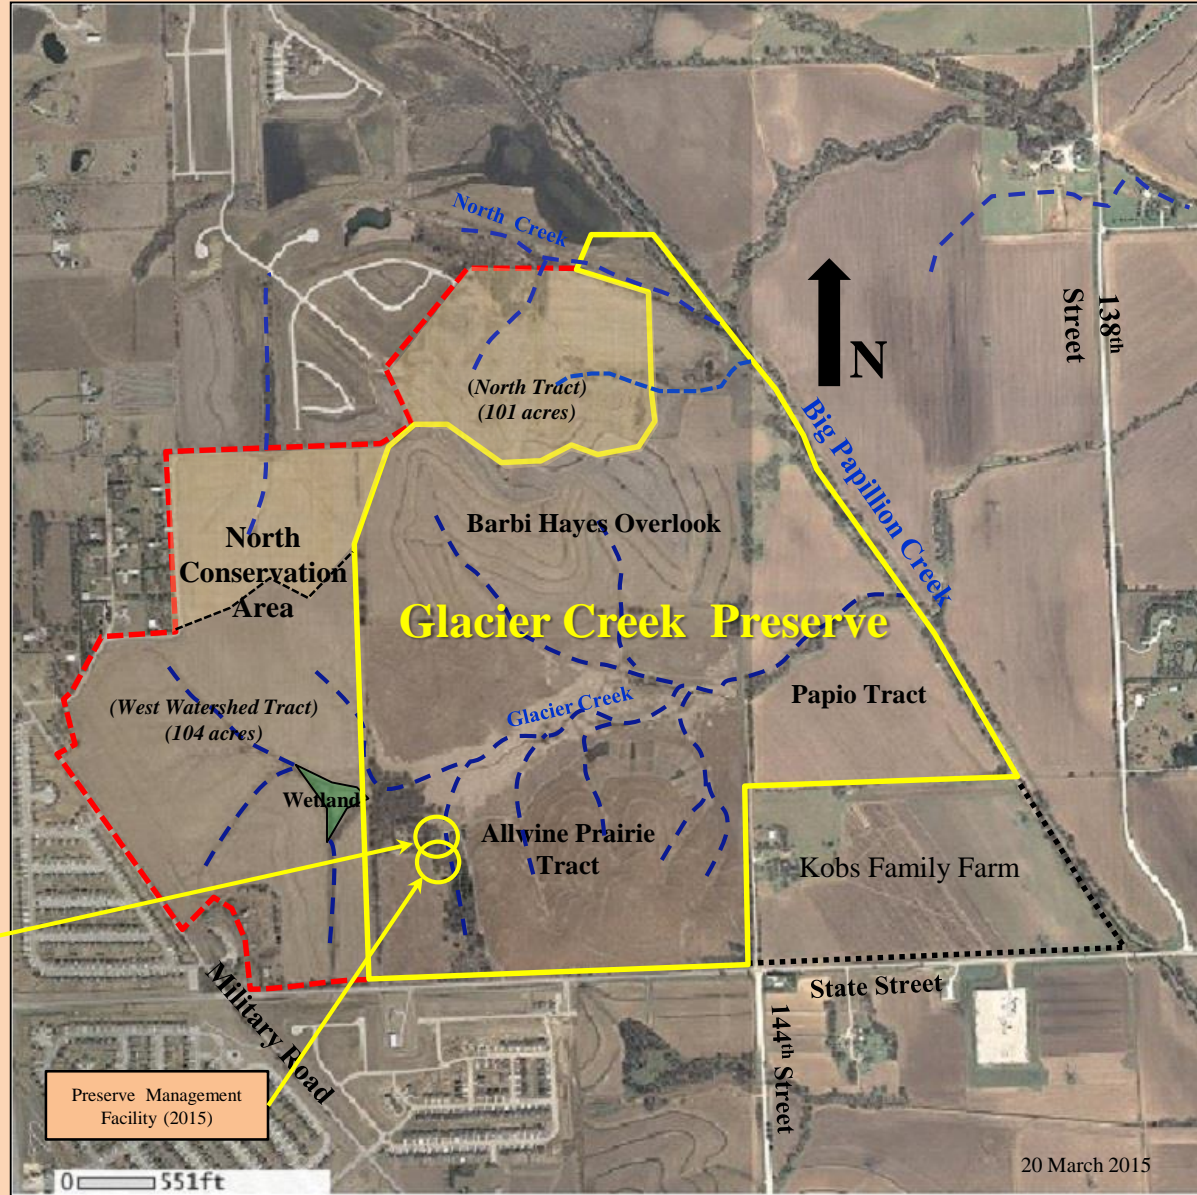 North Creek
138th
Street
N
(North Tract)
(101 acres)
Big Papillion Creek
Barbi Hayes Overlook
North
Conservation
Area
Glacier Creek Preserve
Papio Tract
(West Watershed Tract)
(104 acres)
Glacier Creek
Wetland
Allwine Prairie
Tract
Kobs Family Farm
State Street
Military Road
144th Street
Preserve Management
Facility (2015)
20 March 2015
0 551ft